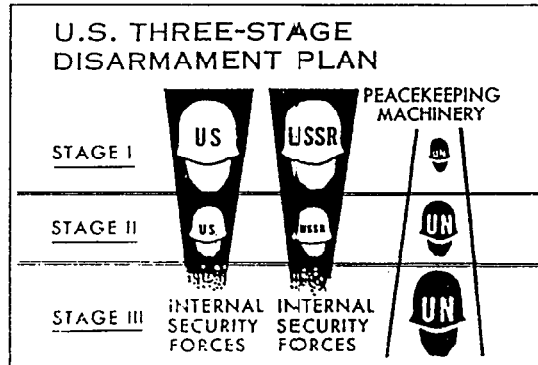 U.S. THREE-STAGE
DISARMAMENT PLAN
PEACEKEEPING
MACHINERY
STAGE I
US
USSR
UN
STAGE II
US
USSR
UN
STAGE III
INTERNAL
SECURITY
FORCES
INTERNAL
SECURITY
FORCES
UN